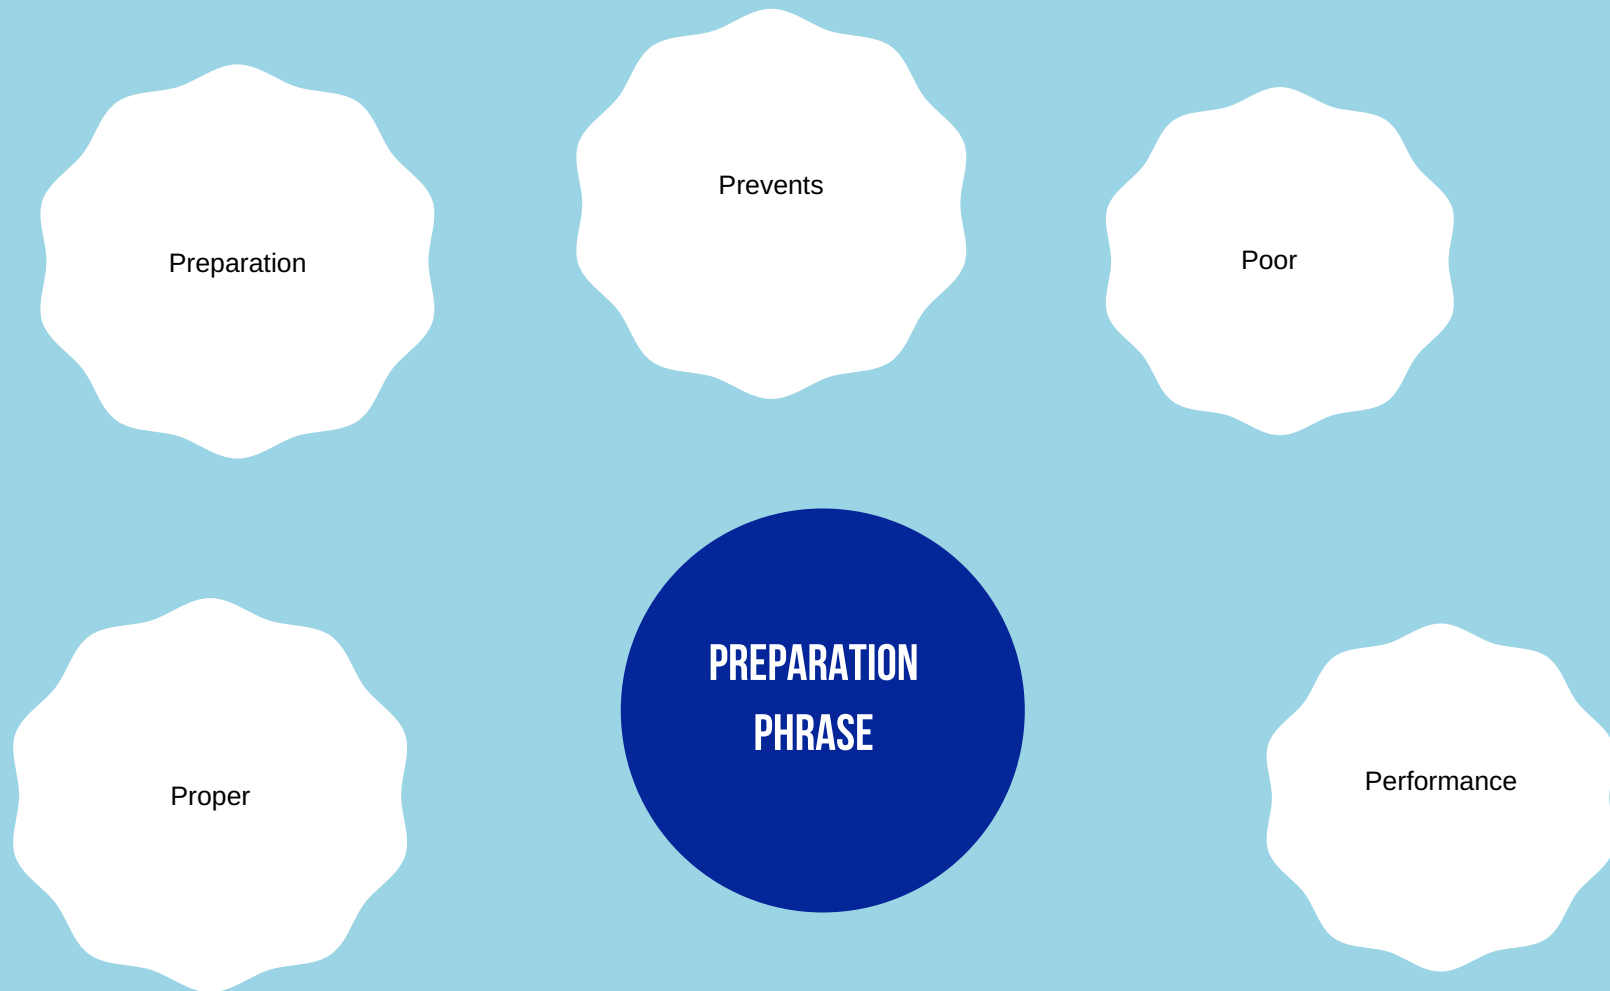 Prevents
Preparation
Poor
PREPARATION
PHRASE
Proper
Performance